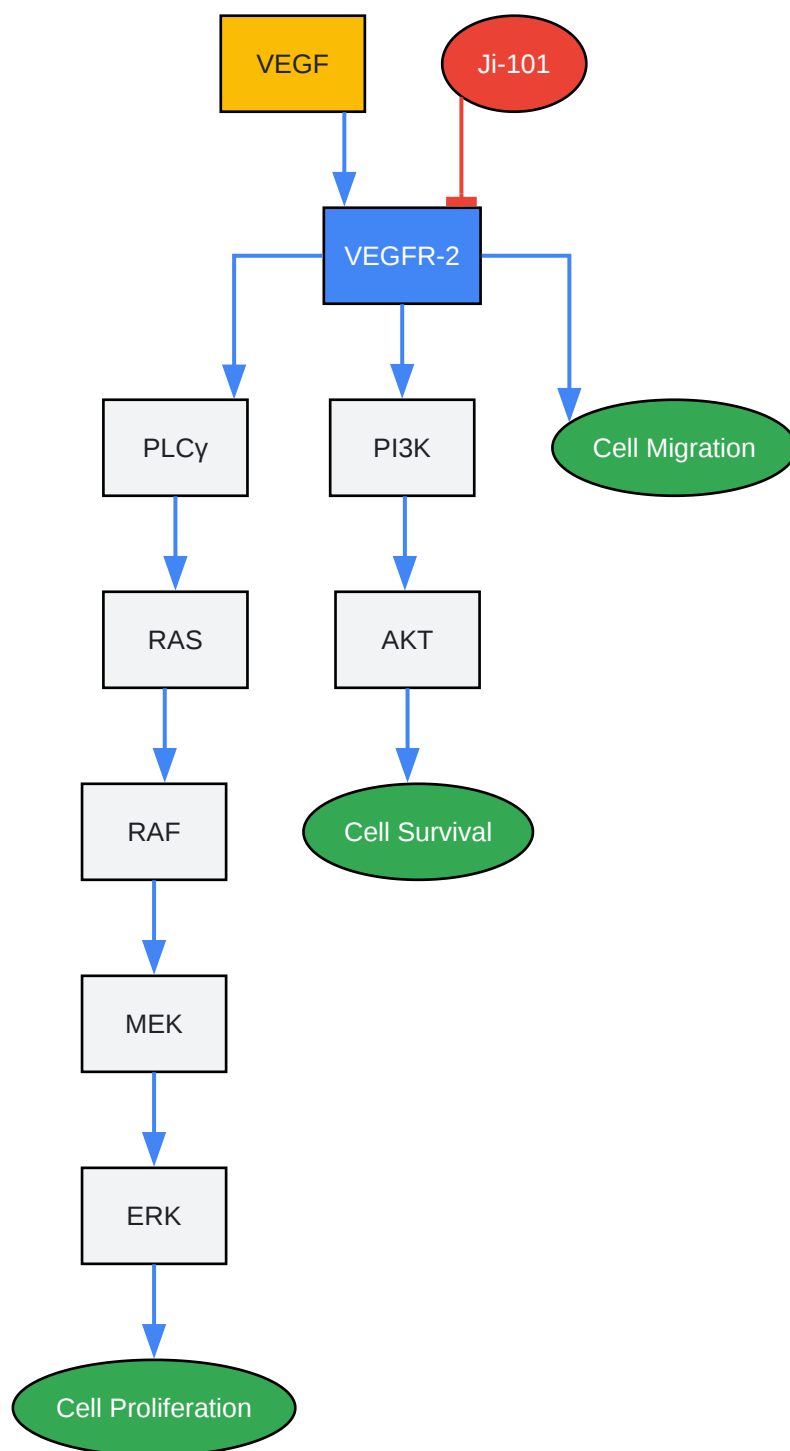 VEGF
Ji-101
VEGFR-2
PLCγ
PI3K
Cell Migration
RAS
AKT
RAF
Cell Survival
MEK
ERK
Cell Proliferation